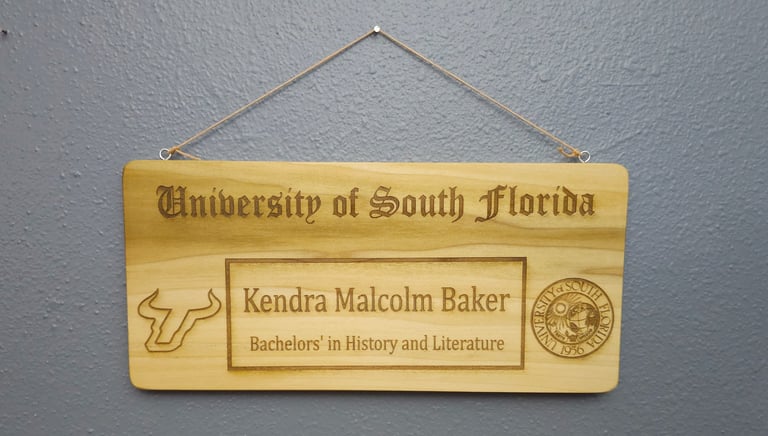 University of South Florida
Kendra Malcolm Baker
Bachelors' in History and Literature
UNIVERSITY of SOUTH FLORIDA
1956